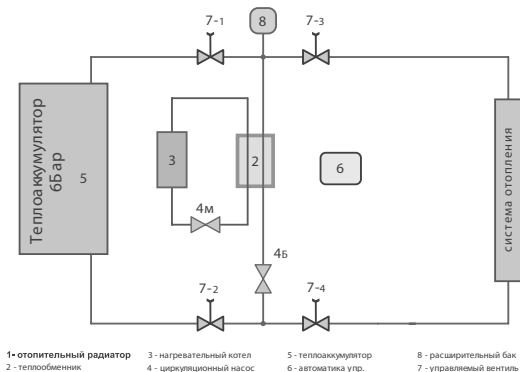 7-1
8
7-3
Теплоаккумулятор
6Бар
5
3
2
6
система отопления
4м
4Б
7-2
7-4
1- отопительный радиатор 3 - нагревательный котел 5 - теплоаккумулятор 8 - расширительный бак
2 - теплообменник 4 - циркуляционный насос 6 - автоматика упр. 7 - управляемый вентиль